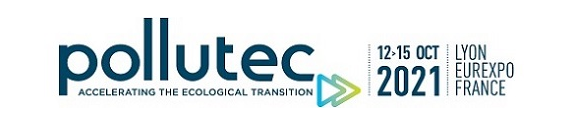 pollutec
ACCELERATING THE ECOLOGICAL TRANSITION
12>15 OCT
2021
LYON
EUREXPO
FRANCE